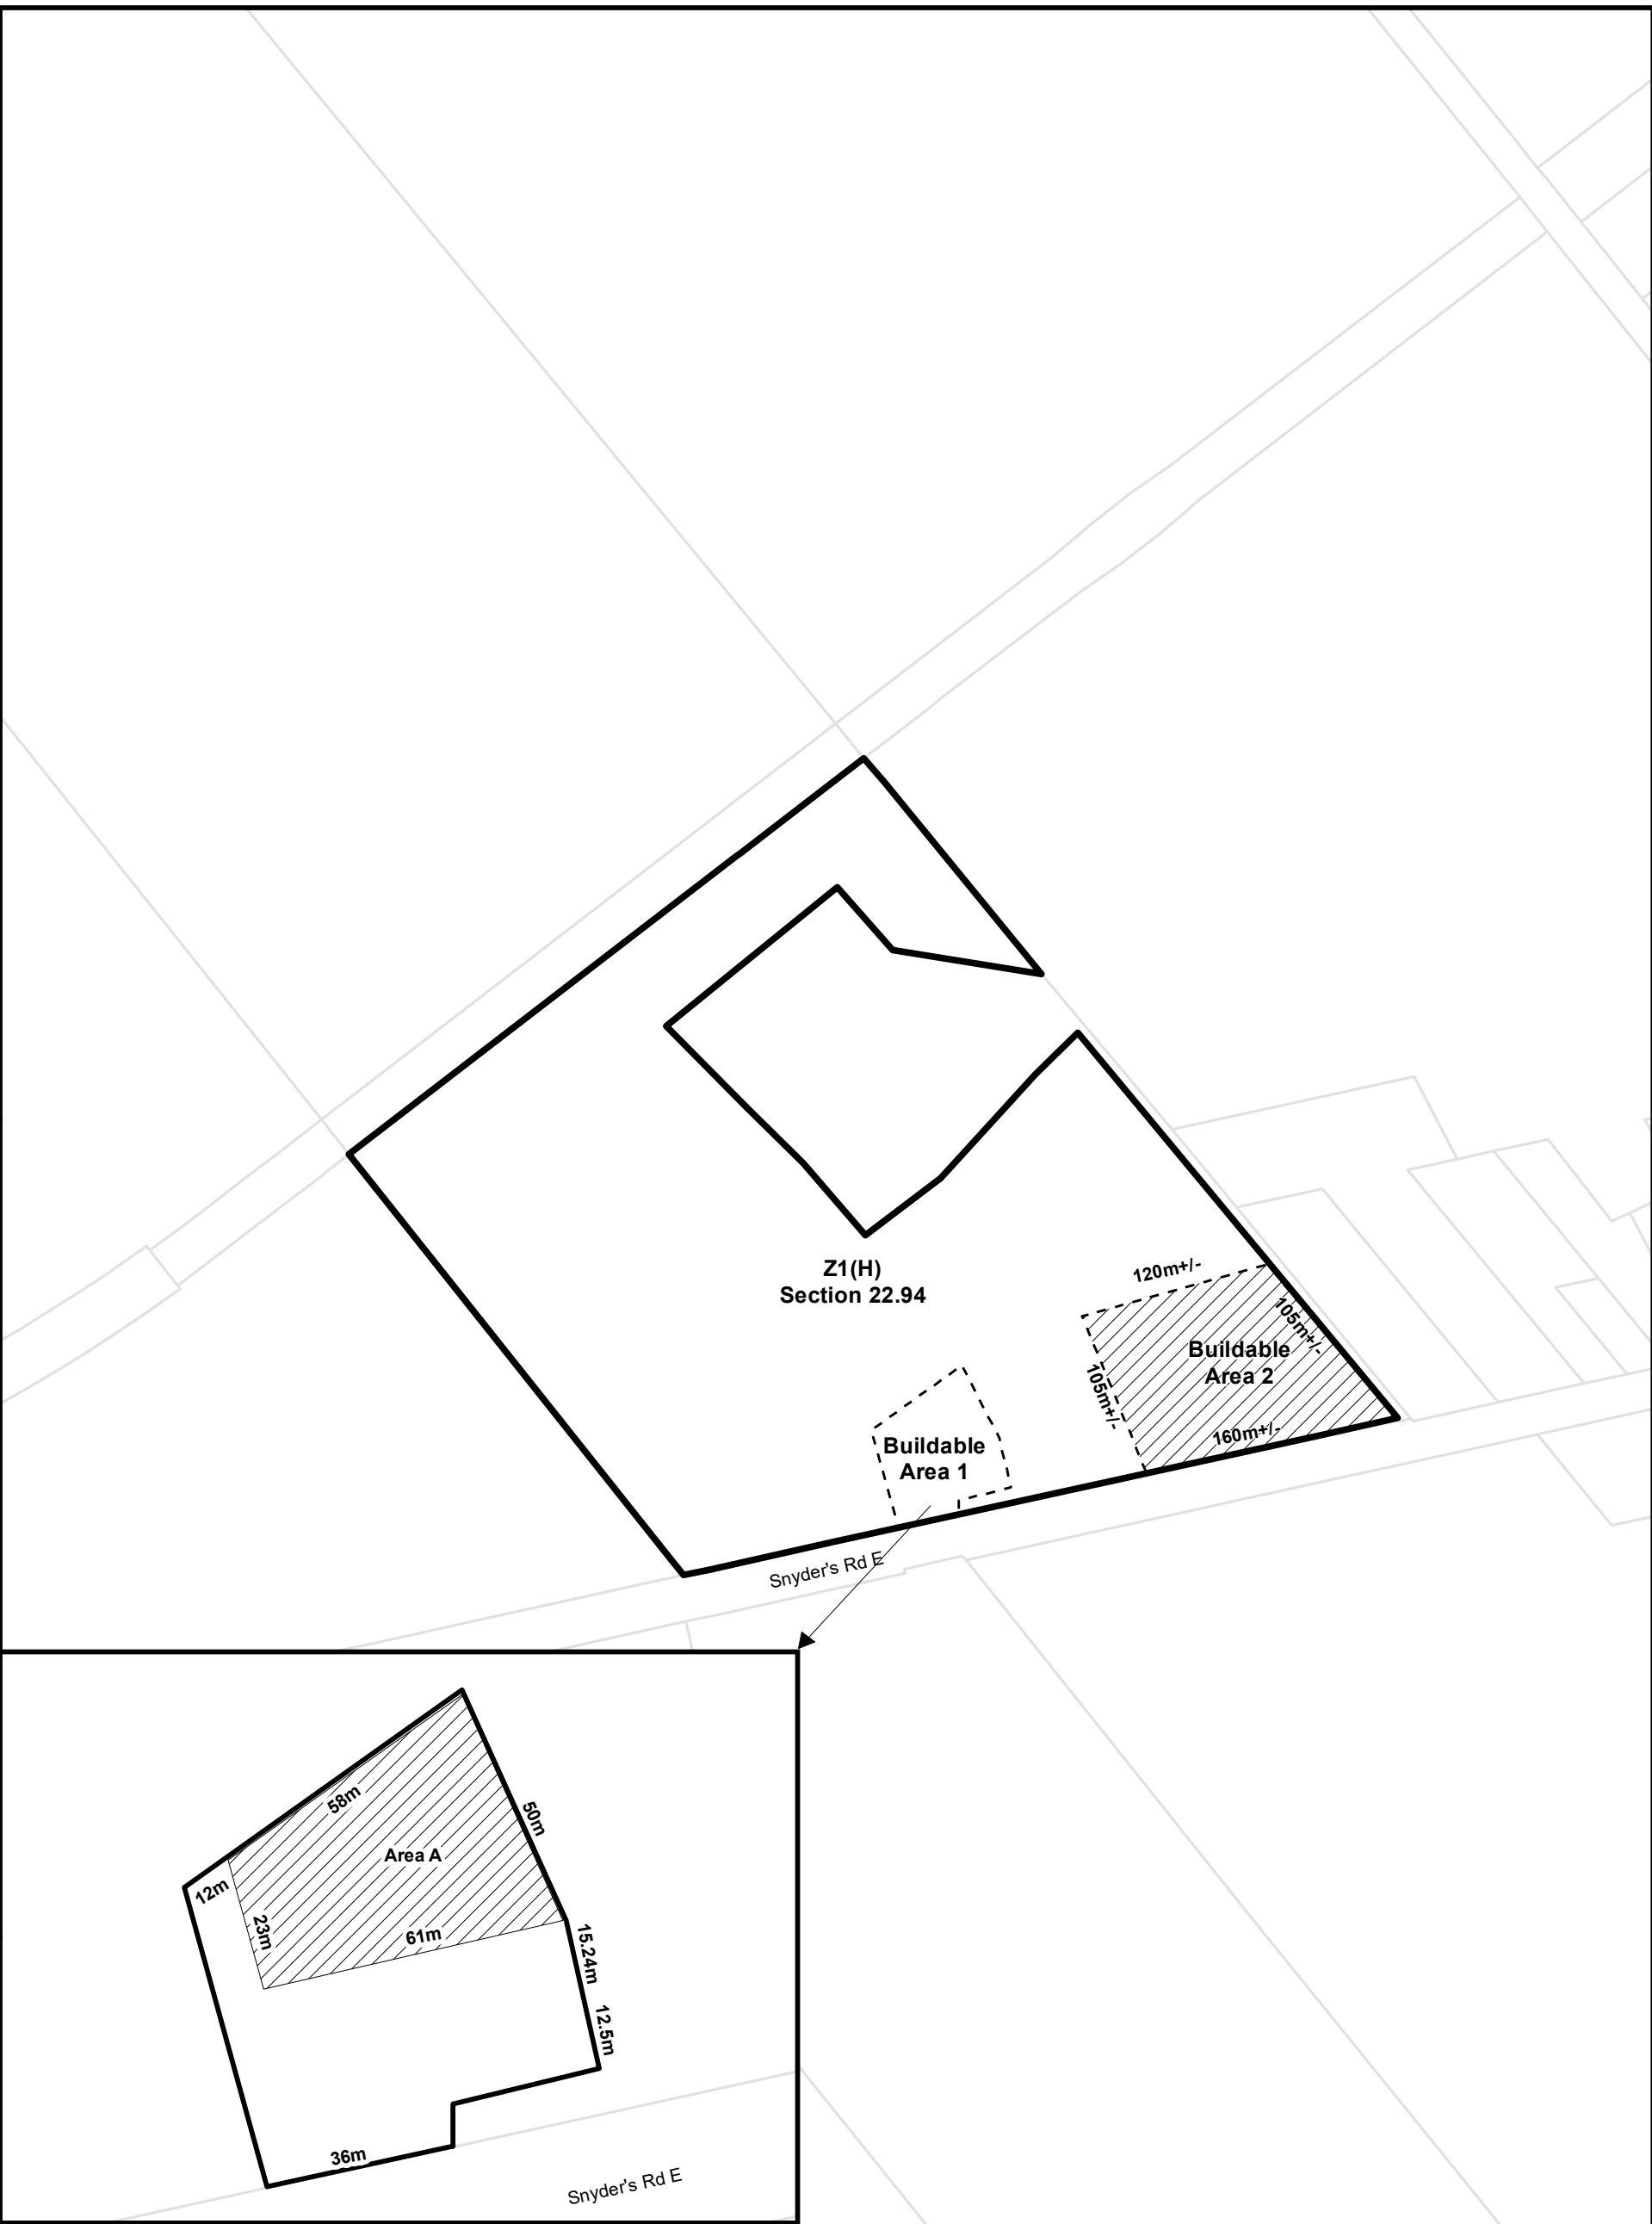 Z1(H)
Section 22.94
120m+/-
105m+/-
Buildable
Area 2
105m+/-
160m+/-
Buildable
Area 1
Snyder's Rd E
58m
50m
Area A
12m
23m
61m
15.24m
12.5m
36m
Snyder's Rd E